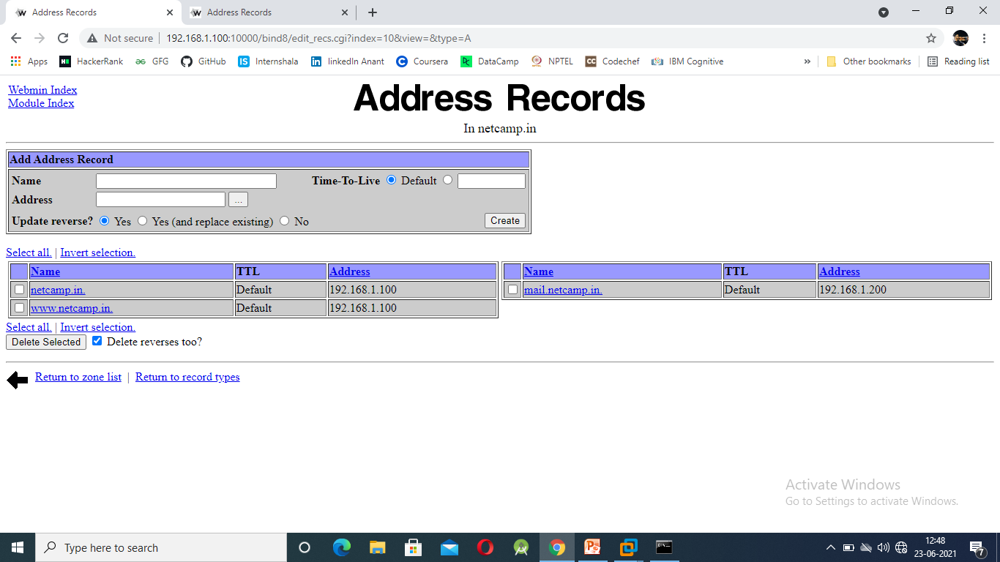 Address Records
Address Records
Not secure 192.168.1.100:10000/bind8/edit_recs.cgi?index=10&view=&type=A
Apps HackerRank GFG GitHub Internshala linkedIn Anant Coursera DataCamp NPTEL Codechef IBM Cognitive » Other bookmarks Reading list
Webmin Index
Module Index
Address Records
In netcamp.in
Add Address Record
Name Time-To-Live Default
Address ...
Update reverse? Yes Yes (and replace existing) No Create
Select all. | Invert selection.
Name TTL Address Name TTL Address
netcamp.in. Default 192.168.1.100 mail.netcamp.in. Default 192.168.1.200
www.netcamp.in. Default 192.168.1.100
Select all. | Invert selection.
Delete Selected Delete reverses too?
Return to zone list | Return to record types
Activate Windows
Go to Settings to activate Windows.
Type here to search
12:48
23-06-2021
7